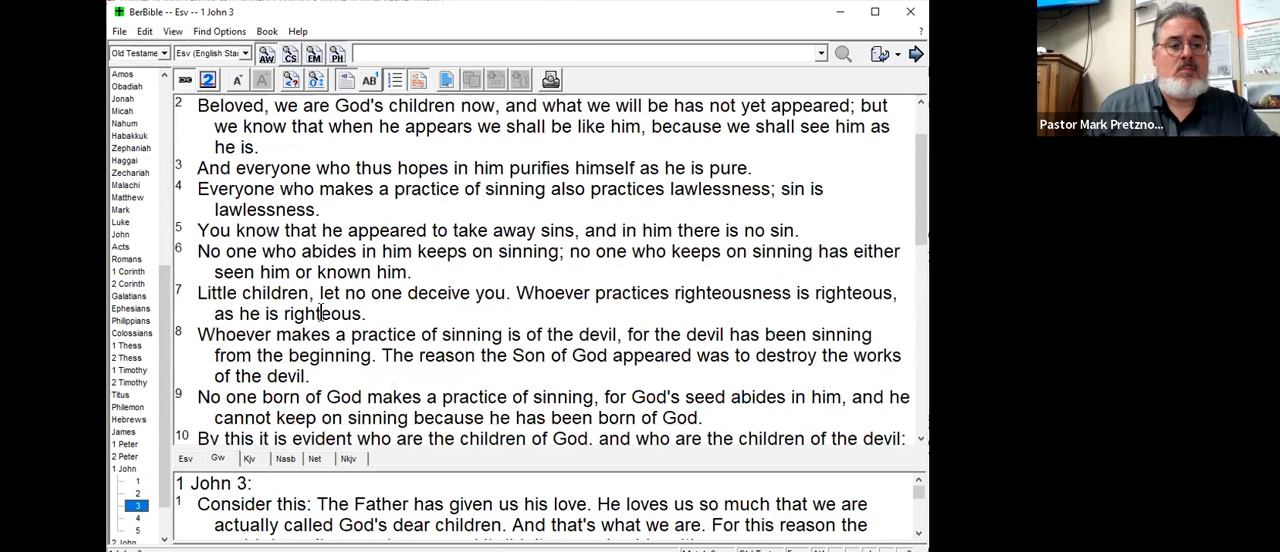 BerBible -- Esv -- 1 John 3
File Edit View Find Options Book Help
Old Testame Esv (English Star AW CS EM PH
2 A A AB
Amos
Obadiah
Jonah
Micah
Nahum
Habakkuk
Zephaniah
Haggai
Zechariah
Malachi
Matthew
Mark
Luke
John
Acts
Romans
1 Corinth
2 Corinth
Galatians
Ephesians
Philippians
Colossians
1 Thess
2 Thess
1 Timothy
2 Timothy
Titus
Philemon
Hebrews
James
1 Peter
2 Peter
1 John
1
2
3
4
5
2 John
2 Beloved, we are God's children now, and what we will be has not yet appeared; but
we know that when he appears we shall be like him, because we shall see him as
he is.
3 And everyone who thus hopes in him purifies himself as he is pure.
4 Everyone who makes a practice of sinning also practices lawlessness; sin is
lawlessness.
5 You know that he appeared to take away sins, and in him there is no sin.
6 No one who abides in him keeps on sinning; no one who keeps on sinning has either
seen him or known him.
7 Little children, let no one deceive you. Whoever practices righteousness is righteous,
as he is righteous.
8 Whoever makes a practice of sinning is of the devil, for the devil has been sinning
from the beginning. The reason the Son of God appeared was to destroy the works
of the devil.
9 No one born of God makes a practice of sinning, for God's seed abides in him, and he
cannot keep on sinning because he has been born of God.
10 By this it is evident who are the children of God, and who are the children of the devil:
Esv Gw Kjv Nasb Net Nkjv
1 John 3:
1 Consider this: The Father has given us his love. He loves us so much that we are
actually called God's dear children. And that's what we are. For this reason the
Pastor Mark Pretzno...